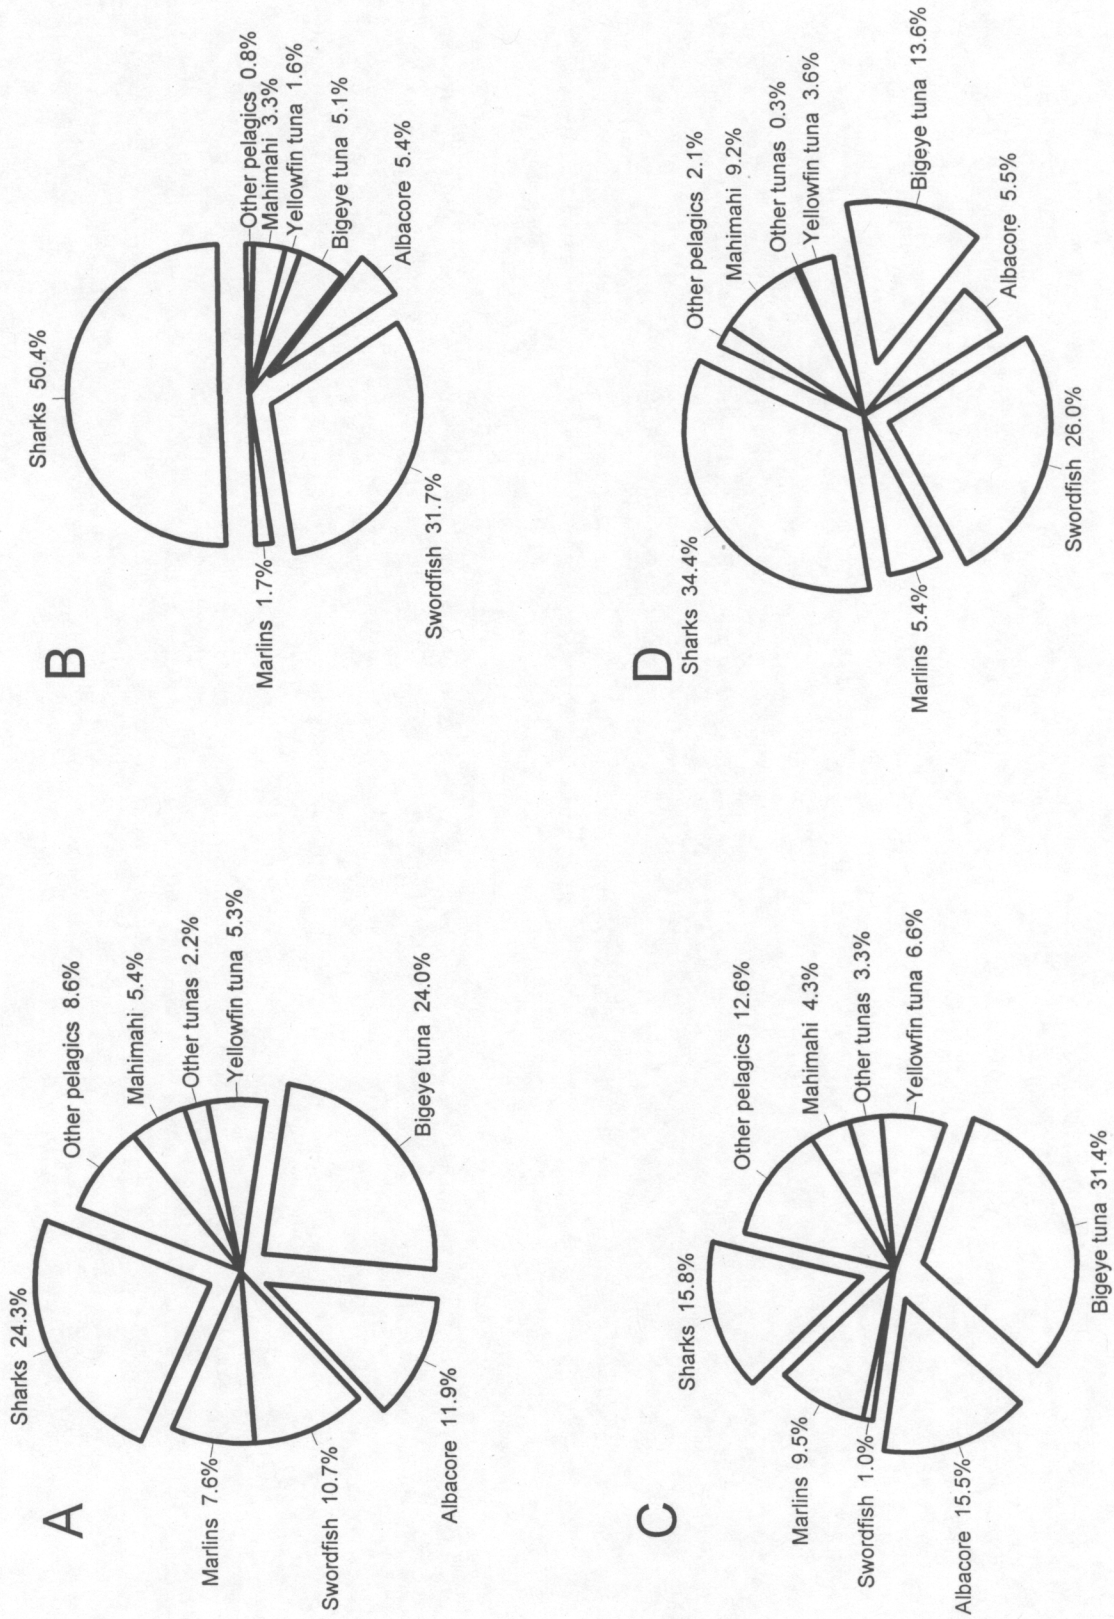 A
Sharks 24.3%
Other pelagics 8.6%
Mahimahi 5.4%
Other tunas 2.2%
Yellowfin tuna 5.3%
Bigeye tuna 24.0%
Albacore 11.9%
Swordfish 10.7%
Marlins 7.6%
B
Sharks 50.4%
Other pelagics 0.8%
Mahimahi 3.3%
Yellowfin tuna 1.6%
Bigeye tuna 5.1%
Albacore 5.4%
Swordfish 31.7%
Marlins 1.7%
C
Sharks 15.8%
Other pelagics 12.6%
Mahimahi 4.3%
Other tunas 3.3%
Yellowfin tuna 6.6%
Bigeye tuna 31.4%
Albacore 15.5%
Swordfish 1.0%
Marlins 9.5%
D
Sharks 34.4%
Other pelagics 2.1%
Mahimahi 9.2%
Other tunas 0.3%
Yellowfin tuna 3.6%
Bigeye tuna 13.6%
Albacore 5.5%
Swordfish 26.0%
Marlins 5.4%